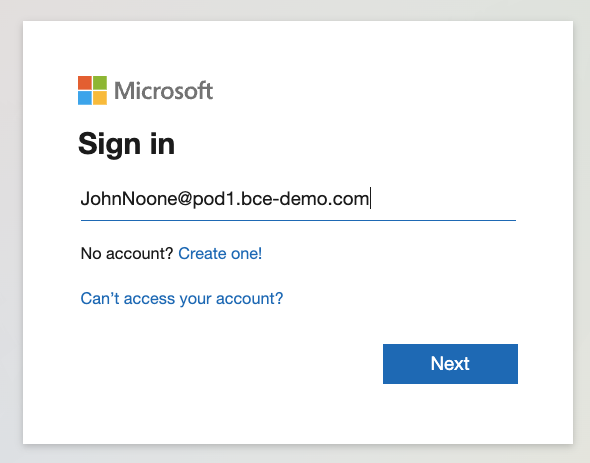 Microsoft
Sign in
JohnNoone@pod1.bce-demo.com
No account? Create one!
Can’t access your account?
Next